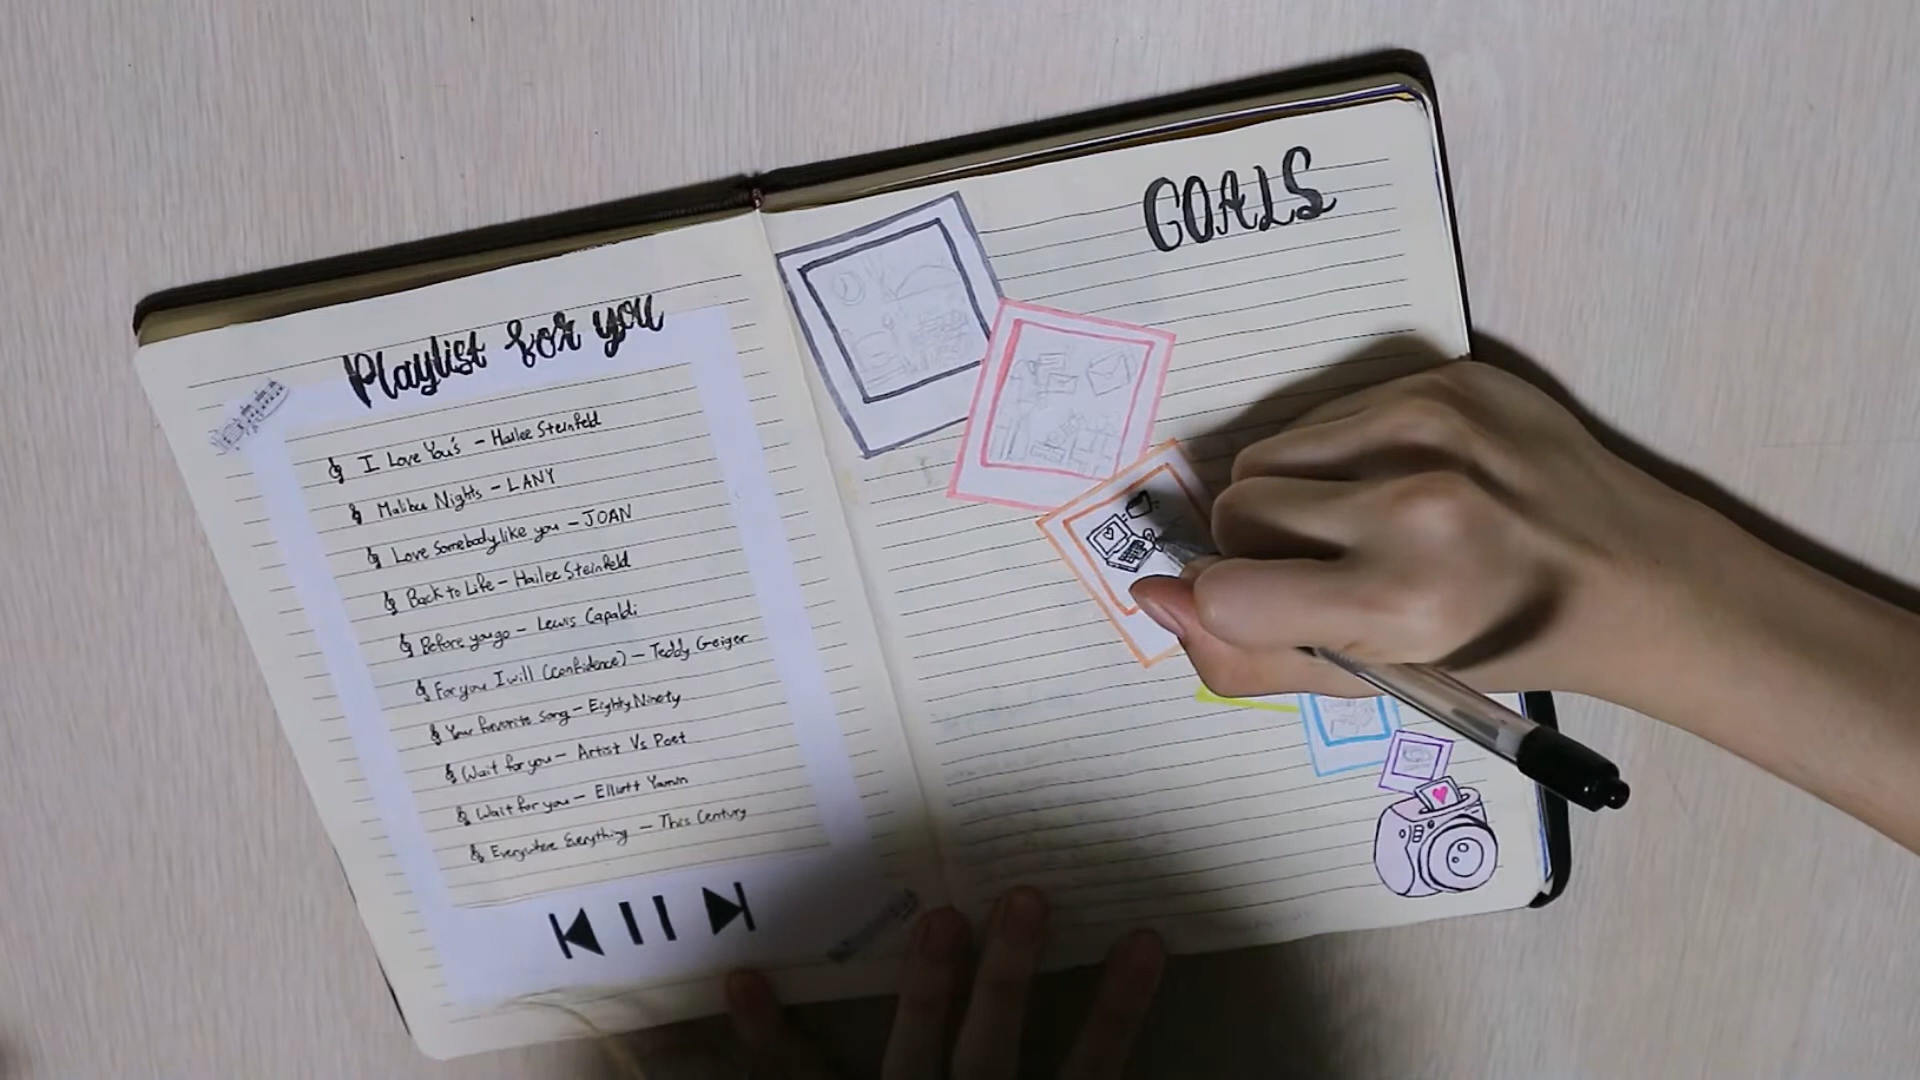 Playlist for you
I Love You's - Hailee Steinfeld
Malibu Nights - LANY
Love Somebody like you - JOAN
Back to Life - Hailee Steinfeld
Before you go - Lewis Capaldi
For you I will (confidence) - Teddy Geiger
Your favorite song - Eighty Ninety
Wait for you - Artist Vs Poet
Wait for you - Elliott Yamin
Everywhere Everything - This Century
GOALS